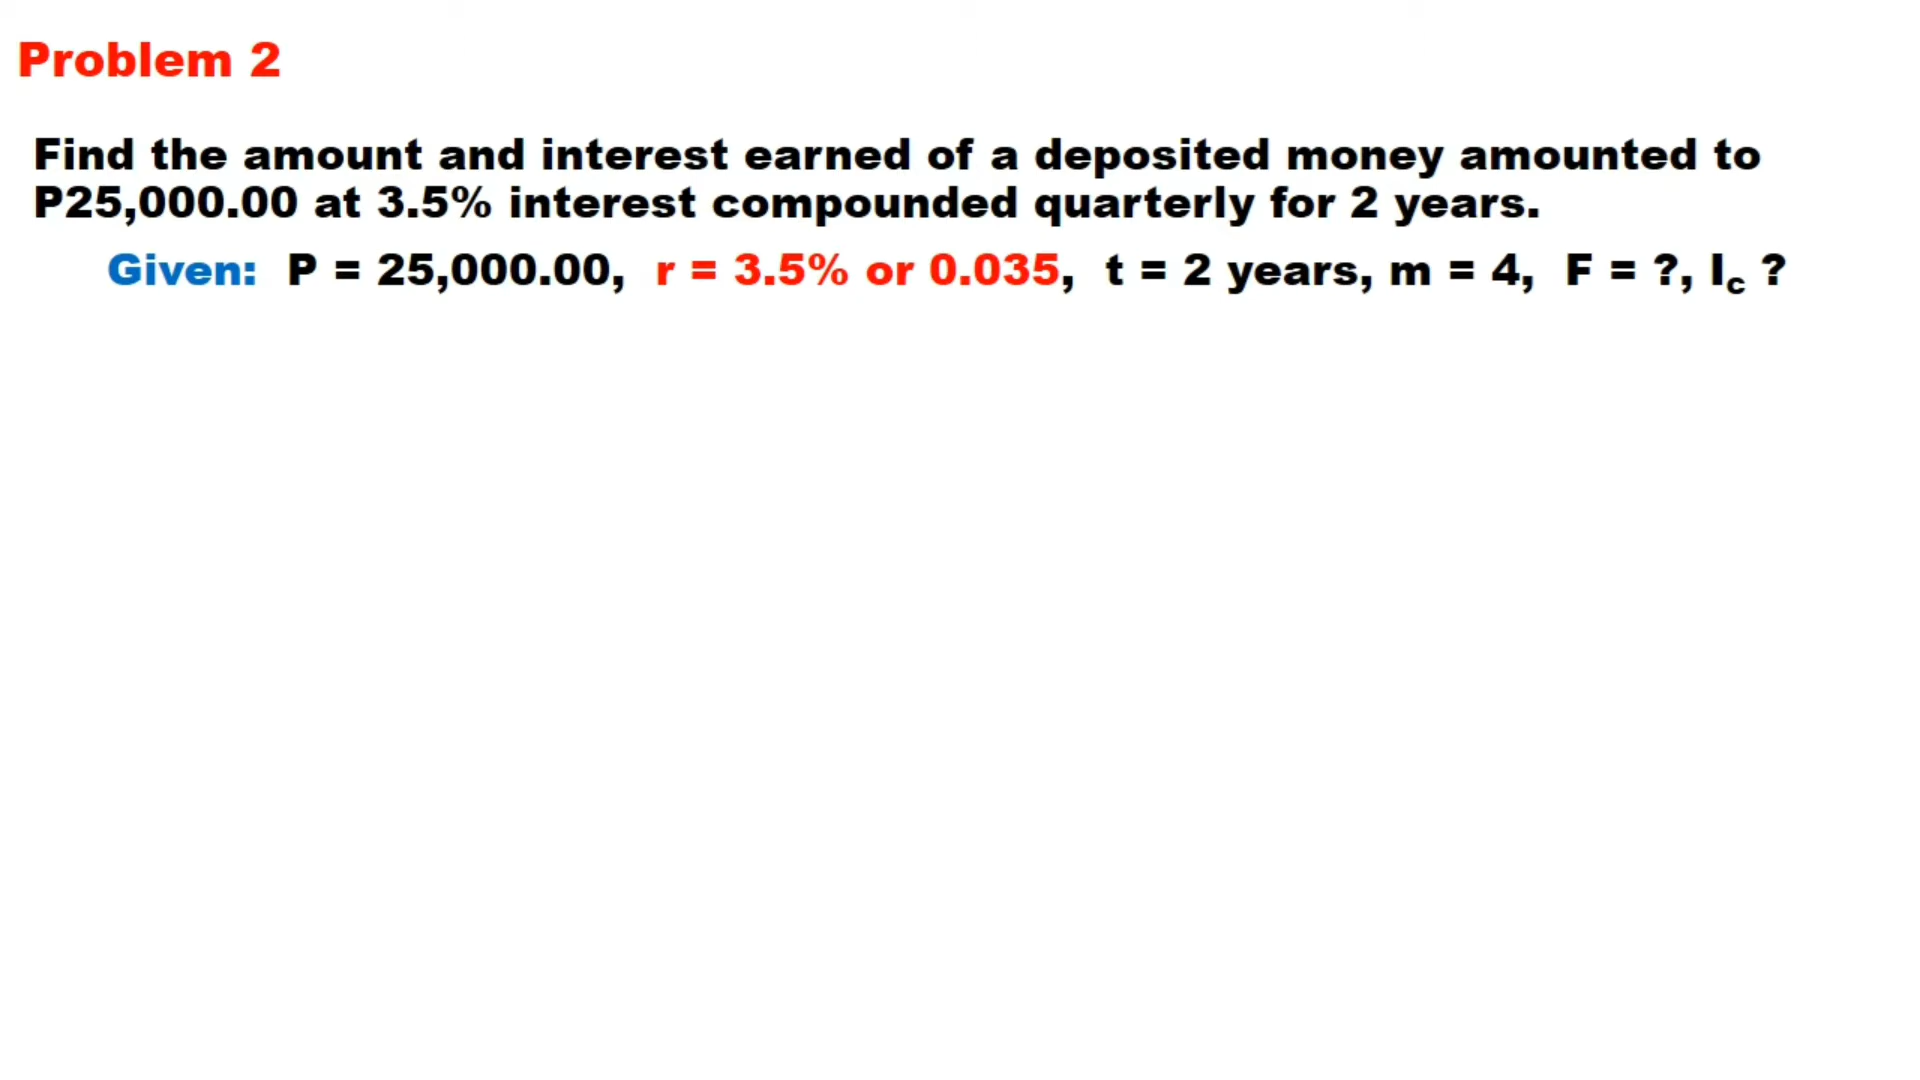 Problem 2
Find the amount and interest earned of a deposited money amounted to
P25,000.00 at 3.5% interest compounded quarterly for 2 years.
Given: P = 25,000.00, r = 3.5% or 0.035, t = 2 years, m = 4, F = ?, Ic ?